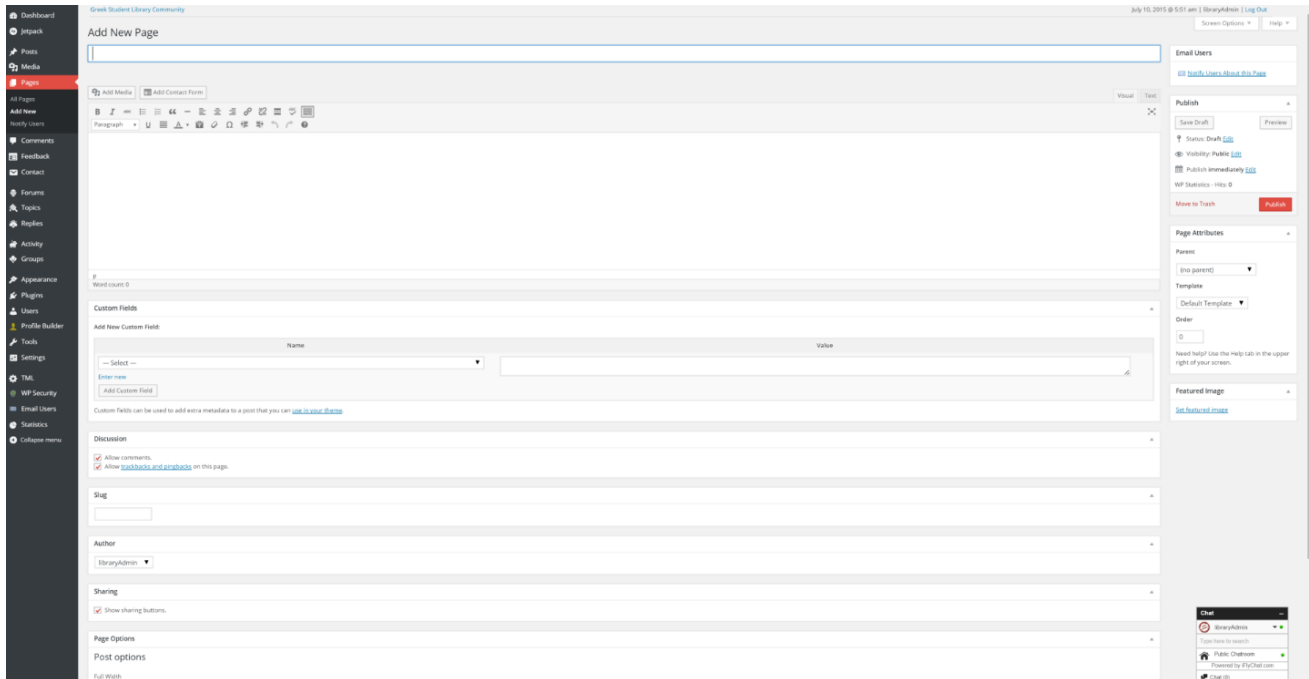 Greek Student Library Community
July 10, 2015 @ 5:51 am | libraryAdmin | Log Out
Screen Options ▼
Help ▼
Dashboard
Jetpack
Posts
Media
Pages
All Pages
Add New
Notify Users
Comments
Feedback
Contact
Forums
Topics
Replies
Activity
Groups
Appearance
Plugins
Users
Profile Builder
Tools
Settings
TML
WP Security
Email Users
Statistics
Collapse menu
Add New Page
Add Media
Add Contact Form
Visual
Text
Paragraph
p
Word count: 0
Custom Fields
Add New Custom Field:
Name
Value
— Select —
Enter new
Add Custom Field
Custom fields can be used to add extra metadata to a post that you can use in your theme.
Discussion
Allow comments.
Allow trackbacks and pingbacks on this page.
Slug
Author
libraryAdmin
Sharing
Show sharing buttons.
Page Options
Post options
Full Width
Email Users
Notify Users About this Page
Publish
Save Draft
Preview
Status: Draft Edit
Visibility: Public Edit
Publish immediately Edit
WP Statistics - Hits: 0
Move to Trash
Publish
Page Attributes
Parent
(no parent)
Template
Default Template
Order
0
Need help? Use the Help tab in the upper
right of your screen.
Featured Image
Set featured image
Chat
libraryAdmin
Type here to search
Public Chatroom
Powered by iFlyChat.com
Chat (0)